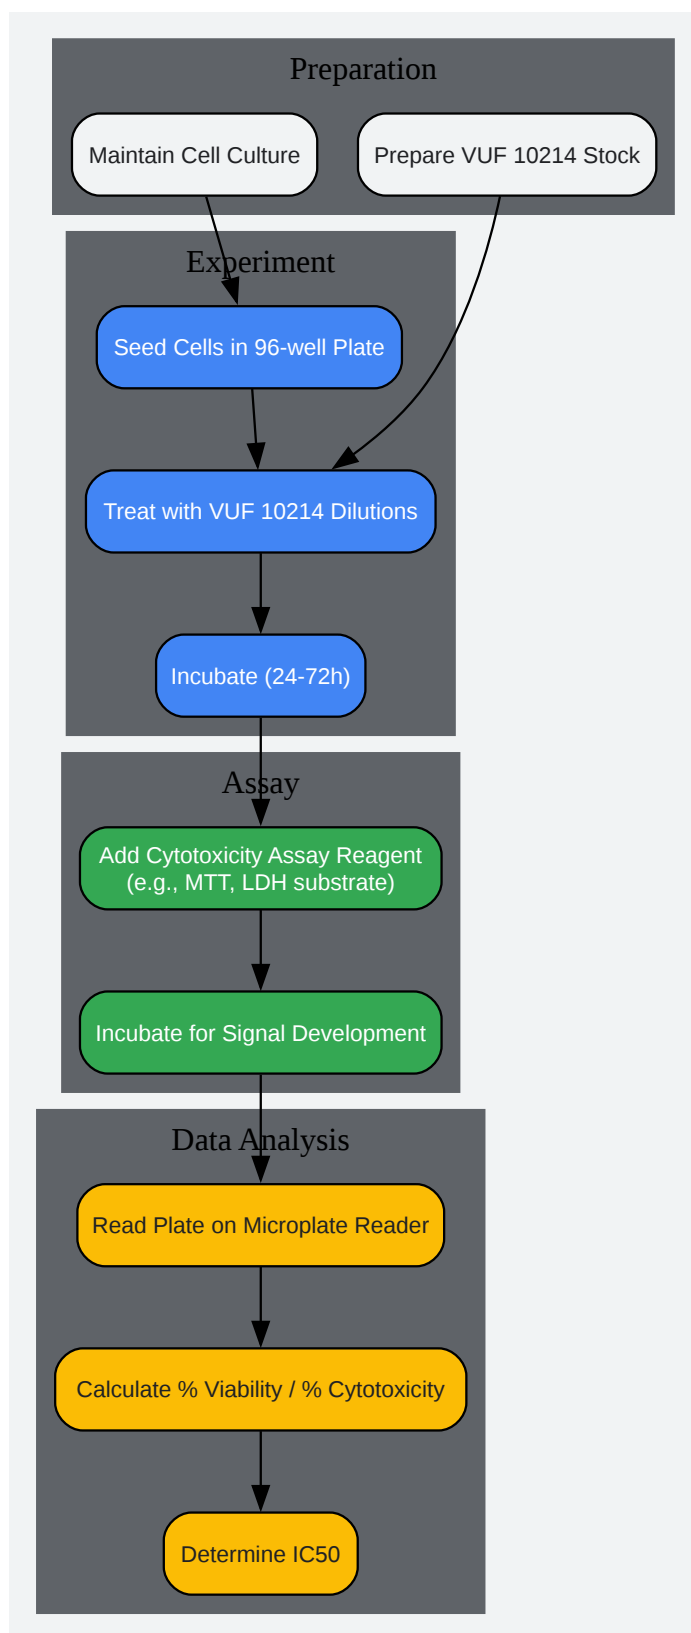 Preparation
Maintain Cell Culture
Prepare VUF 10214 Stock
Experiment
Seed Cells in 96-well Plate
Treat with VUF 10214 Dilutions
Incubate (24-72h)
Assay
Add Cytotoxicity Assay Reagent
(e.g., MTT, LDH substrate)
Incubate for Signal Development
Data Analysis
Read Plate on Microplate Reader
Calculate % Viability / % Cytotoxicity
Determine IC50